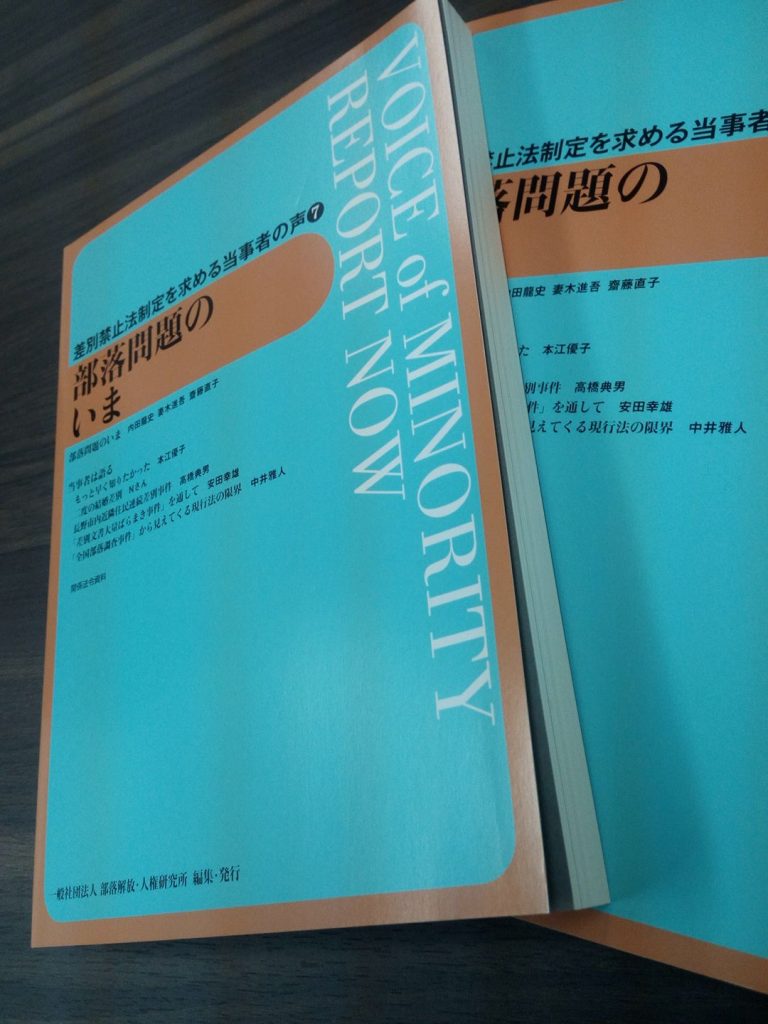 VOICE of MINORITY
REPORT NOW
差別禁止法制定を求める当事者の声❼
部落問題の
いま
部落問題のいま 内田龍史 妻木進吾 齋藤直子
当事者は語る
もっと早く知りたかった 本江優子
二度の結婚差別 Nさん
長野市内近隣住民連続差別事件 高橋典男
「差別文書大量ばらまき事件」を通して 安田幸雄
「全国部落調査事件」から見えてくる現行法の限界 中井雅人
関係法令資料
一般社団法人 部落解放・人権研究所 編集・発行
禁止法制定を求める当事者
落問題の
内田龍史 妻木進吾 齋藤直子
た 本江優子
別事件 高橋典男
件」を通して 安田幸雄
見えてくる現行法の限界 中井雅人